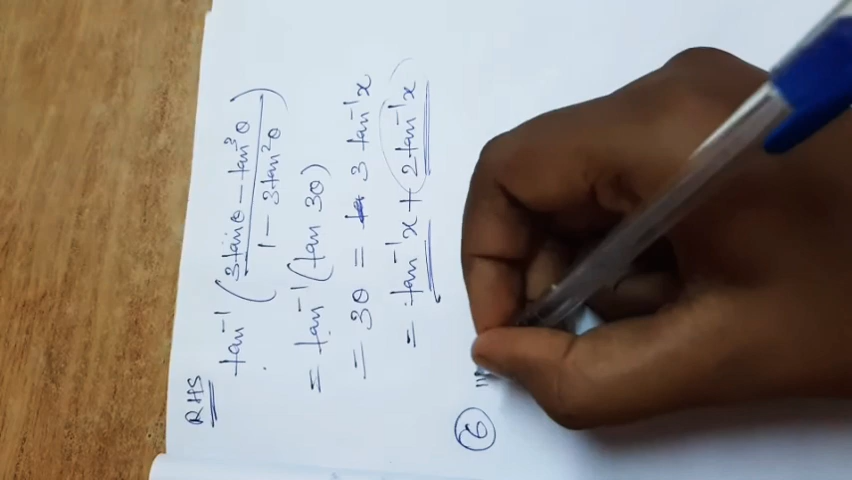 RHS
tan⁻¹ ( (3tanθ − tan³θ) / (1 − 3tan²θ) )
= tan⁻¹ (tan 3θ)
= 3θ = 3 tan⁻¹x
= tan⁻¹x + 2tan⁻¹x
6